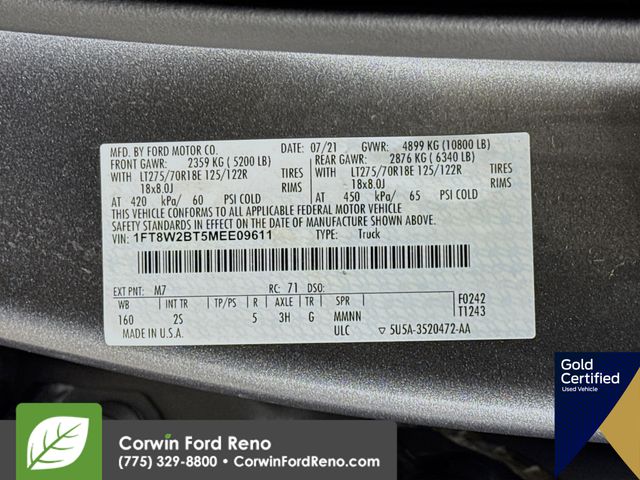 MFD. BY FORD MOTOR CO. DATE: 07/21 GVWR: 4899 KG (10800 LB)
FRONT GAWR: 2359 KG ( 5200 LB) REAR GAWR: 2876 KG ( 6340 LB)
WITH LT275/70R18E 125/122R TIRES WITH LT275/70R18E 125/122R TIRES
18x8.0J RIMS 18x8.0J RIMS
AT 420 kPa/ 60 PSI COLD AT 450 kPa/ 65 PSI COLD
THIS VEHICLE CONFORMS TO ALL APPLICABLE FEDERAL MOTOR VEHICLE
SAFETY STANDARDS IN EFFECT ON THE DATE OF MANUFACTURE SHOWN ABOVE.
VIN: 1FT8W2BT5MEE09611 TYPE: Truck
EXT PNT: M7 RC: 71 DSO:
WB INT TR TP/PS R AXLE TR SPR F0242
160 2S 5 3H G MMNN T1243
MADE IN U.S.A. ULC ▽ 5U5A-3520472-AA
Gold
Certified
Used Vehicle
Corwin Ford Reno
(775) 329-8800 • CorwinFordReno.com